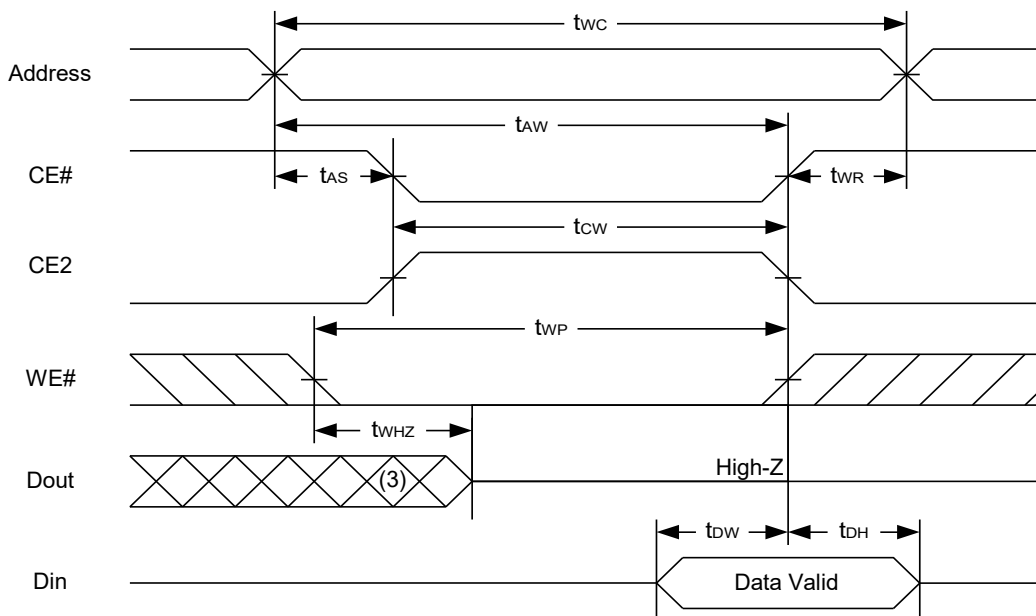 tWC
Address
tAW
CE#
tAS
tWR
tCW
CE2
tWP
WE#
tWHZ
Dout
(3)
High-Z
tDW
tDH
Din
Data Valid